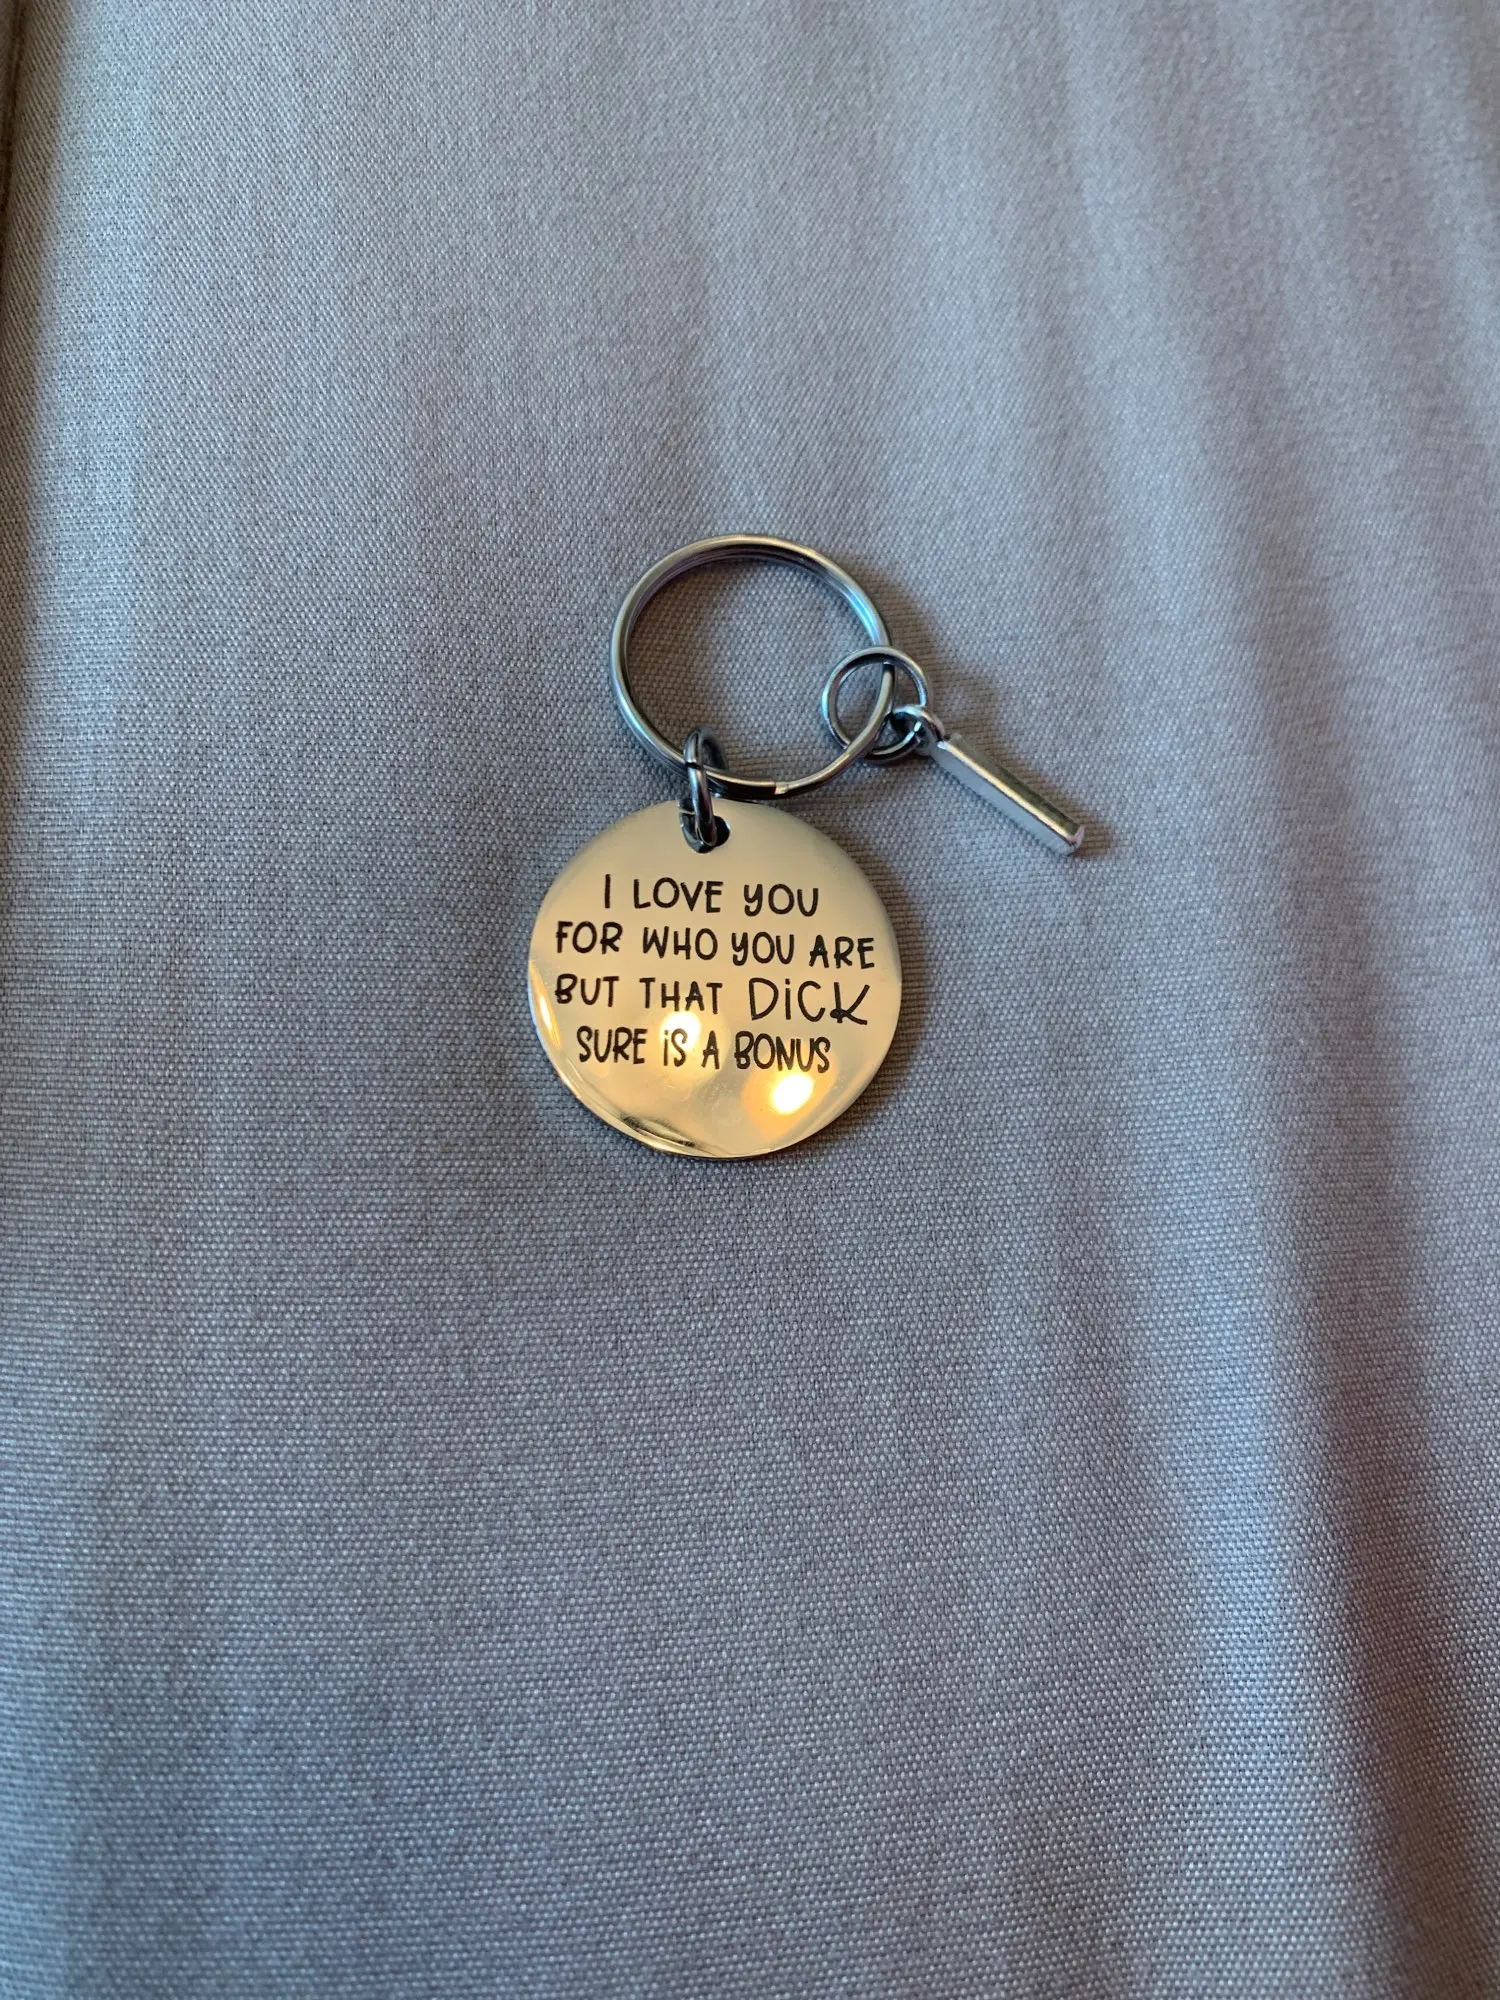 I LOVE YOU
FOR WHO YOU ARE
BUT THAT DiCK
SURE iS A BONUS